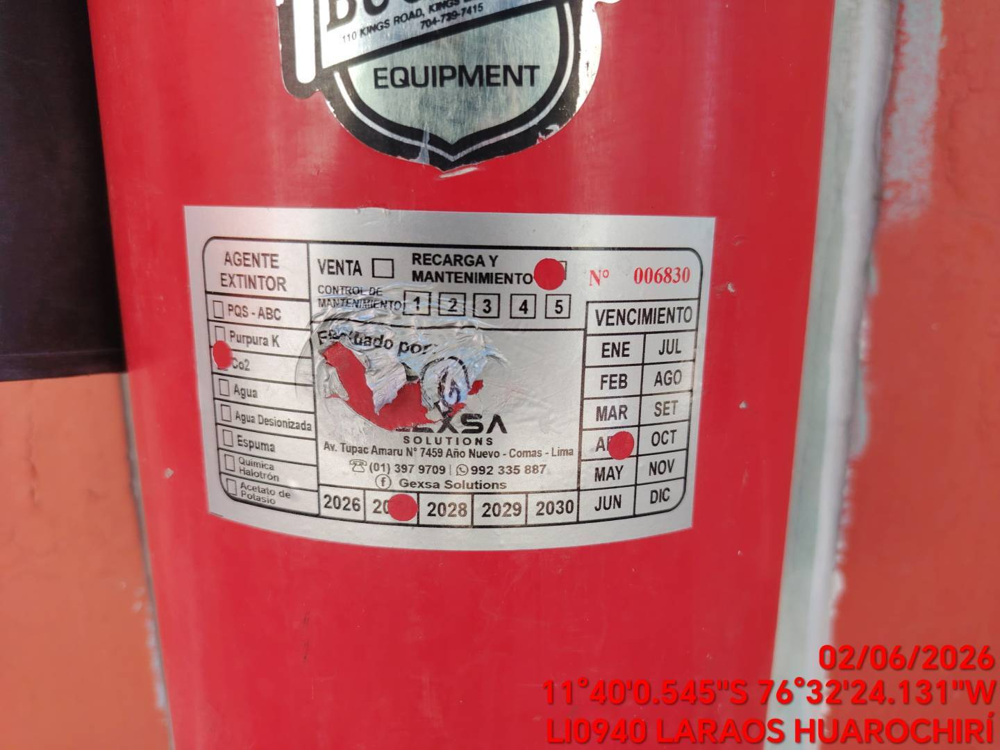 110 KINGS ROAD, KINGS
704-739-7415
EQUIPMENT
AGENTE
EXTINTOR
PQS - ABC
Purpura K
Co2
Agua
Agua Desionizada
Espuma
Química
Halotrón
Acetato de
Potasio
VENTA
RECARGA Y
MANTENIMIENTO
CONTROL DE
MANTENIMIENTO 1 2 3 4 5
Efectuado por:
SOLUTIONS
Av. Tupac Amaru N° 7459 Año Nuevo - Comas - Lima
(01) 397 9709 | 992 335 887
Gexsa Solutions
2026 2028 2029 2030
N° 006830
VENCIMIENTO
ENE JUL
FEB AGO
MAR SET
OCT
MAY NOV
JUN DIC
02/06/2026
11°40'0.545"S 76°32'24.131"W
LI0940 LARAOS HUAROCHIRÍ